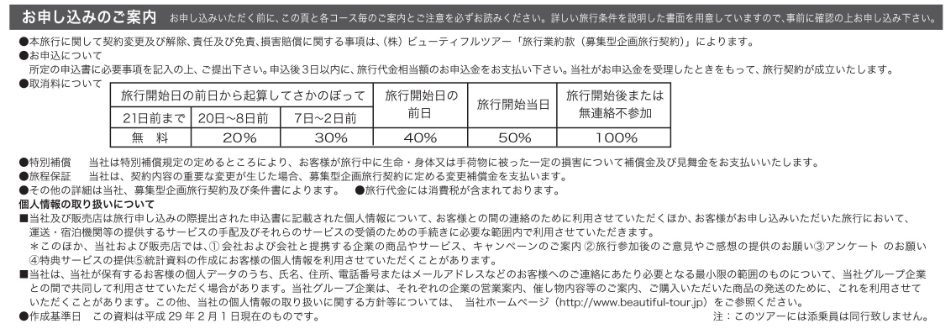 お申し込みのご案内 お申し込みいただく前に、この頁と各コース毎のご案内とご注意を必ずお読みください。詳しい旅行条件を説明した書面を用意していますので、事前に確認の上お申し込み下さい。
●本旅行に関して契約変更及び解除、責任及び免責、損害賠償に関する事項は、（株）ビューティフルツアー「旅行業約款（募集型企画旅行契約）」によります。
●お申込について
所定の申込書に必要事項を記入の上、ご提出下さい。申込後3日以内に、旅行代金相当額のお申込金をお支払い下さい。当社がお申込金を受理したときをもって、旅行契約が成立いたします。
●取消料について
旅行開始日の前日から起算してさかのぼって 旅行開始日の前日 旅行開始当日 旅行開始後または無連絡不参加
21日前まで 20日〜8日前 7日〜2日前
無 料 20% 30% 40% 50% 100%
●特別補償 当社は特別補償規定の定めるところにより、お客様が旅行中に生命・身体又は手荷物に被った一定の損害について補償金及び見舞金をお支払いいたします。
●旅程保証 当社は、契約内容の重要な変更が生じた場合、募集型企画旅行契約に定める変更補償金を支払います。
●その他の詳細は当社、募集型企画旅行契約及び条件書によります。 ●旅行代金には消費税が含まれております。
個人情報の取り扱いについて
■当社及び販売店は旅行申し込みの際提出された申込書に記載された個人情報について、お客様との間の連絡のために利用させていただくほか、お客様がお申し込みいただいた旅行において、
運送・宿泊機関等の提供するサービスの手配及びそれらのサービスの受領のための手続きに必要な範囲内で利用させていただきます。
＊このほか、当社および販売店では、①会社および会社と提携する企業の商品やサービス、キャンペーンのご案内 ②旅行参加後のご意見やご感想の提供のお願い③アンケート のお願い
④特典サービスの提供⑤統計資料の作成にお客様の個人情報を利用させていただくことがあります。
■当社は、当社が保有するお客様の個人データのうち、氏名、住所、電話番号またはメールアドレスなどのお客様へのご連絡にあたり必要となる最小限の範囲のものについて、当社グループ企業
との間で共同して利用させていただく場合があります。当社グループ企業は、それぞれの企業の営業案内、催し物内容等のご案内、ご購入いただいた商品の発送のために、これを利用させて
いただくことがあります。この他、当社の個人情報の取り扱いに関する方針等については、 当社ホームページ（http://www.beautiful-tour.jp）をご参照ください。
●作成基準日 この資料は平成 29 年 2 月 1 日現在のものです。 注：このツアーには添乗員は同行致しません。